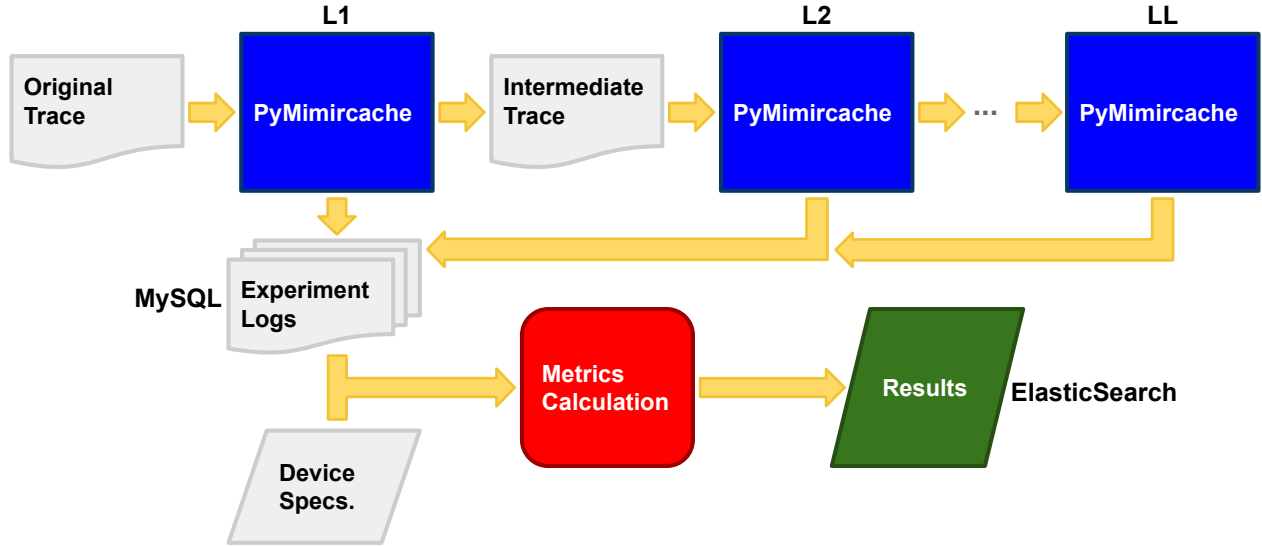 L1
L2
LL
Original
Trace
PyMimircache
Intermediate
Trace
PyMimircache
...
PyMimircache
MySQL
Experiment
Logs
Metrics
Calculation
Results
ElasticSearch
Device
Specs.